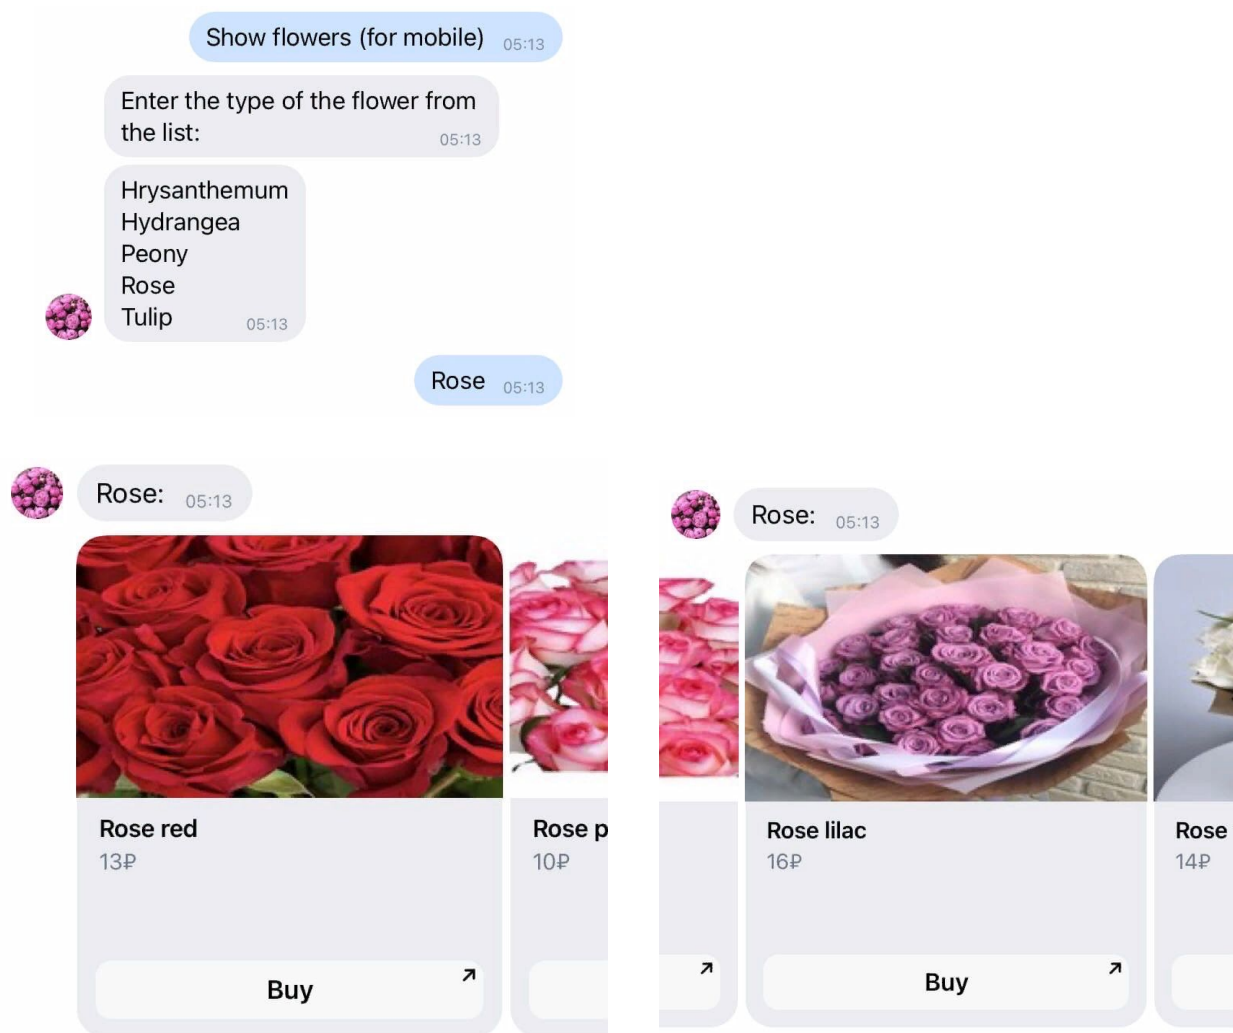 Show flowers (for mobile) 05:13
Enter the type of the flower from
the list: 05:13
Hrysanthemum
Hydrangea
Peony
Rose
Tulip 05:13
Rose 05:13
Rose: 05:13
Rose red
13₽
Buy
Rose p
10₽
Rose: 05:13
Rose lilac
16₽
Buy
Rose
14₽